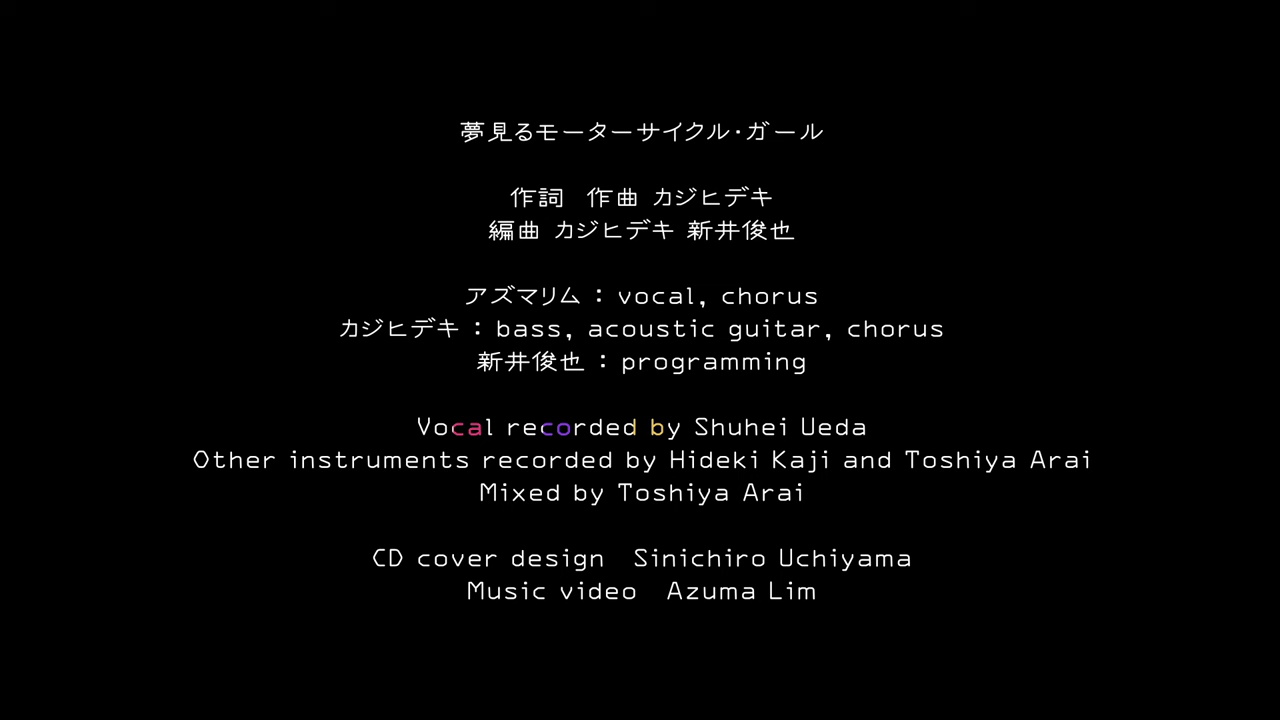 夢見るモーターサイクル・ガール
作詞 作曲 カジヒデキ
編曲 カジヒデキ 新井俊也
アズマリム : vocal, chorus
カジヒデキ : bass, acoustic guitar, chorus
新井俊也 : programming
Vocal recorded by Shuhei Ueda
Other instruments recorded by Hideki Kaji and Toshiya Arai
Mixed by Toshiya Arai
CD cover design Sinichiro Uchiyama
Music video Azuma Lim